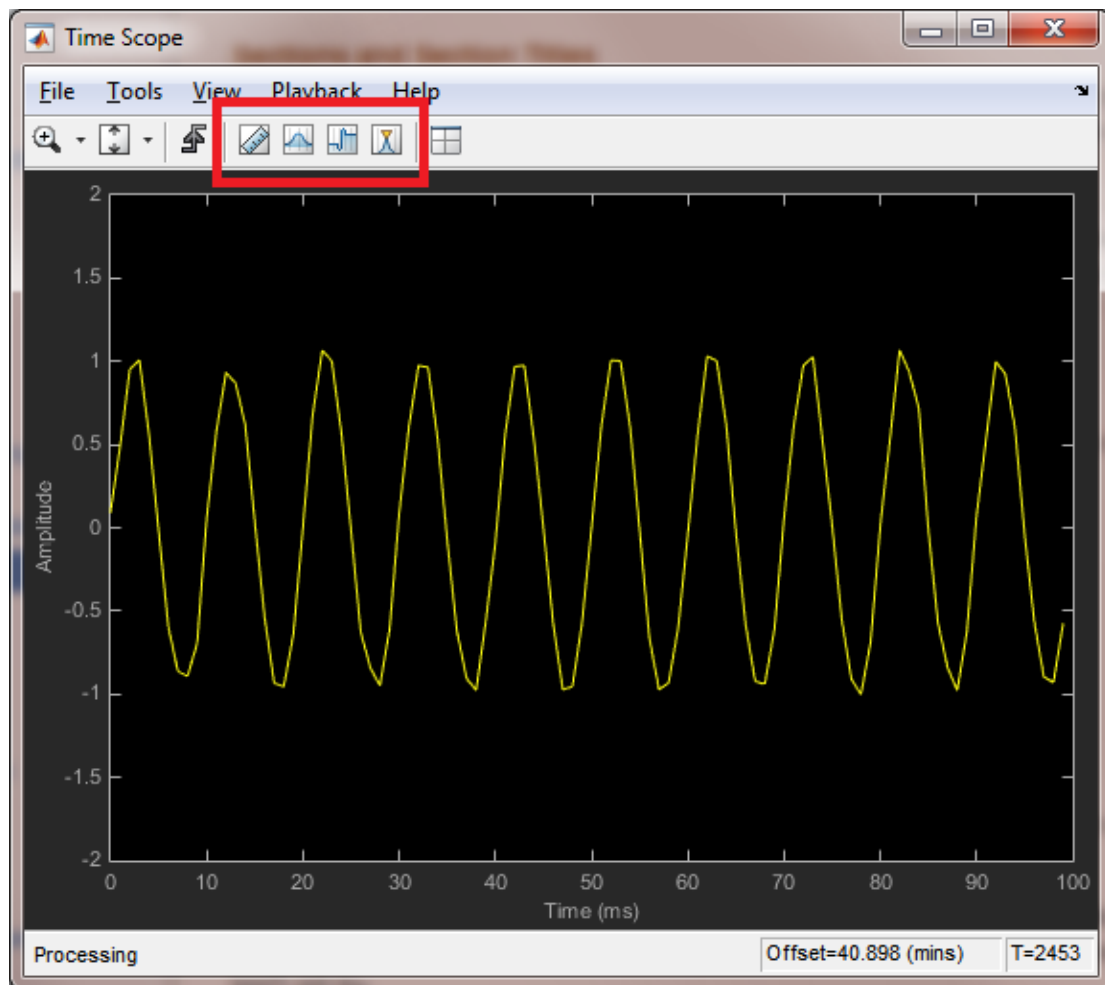 Time Scope
File Tools View Playback Help
2
1.5
1
0.5
0
-0.5
-1
-1.5
-2
Amplitude
0 10 20 30 40 50 60 70 80 90 100
Time (ms)
Processing Offset=40.898 (mins) T=2453